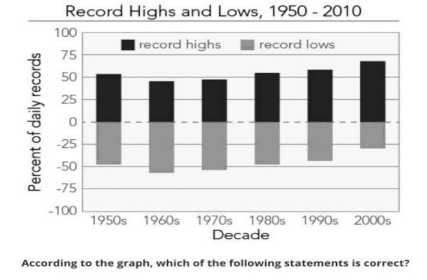 Record Highs and Lows, 1950 - 2010
100
75
50
25
0
-25
-50
-75
-100
Percent of daily records
record highs
record lows
1950s 1960s 1970s 1980s 1990s 2000s
Decade
According to the graph, which of the following statements is correct?